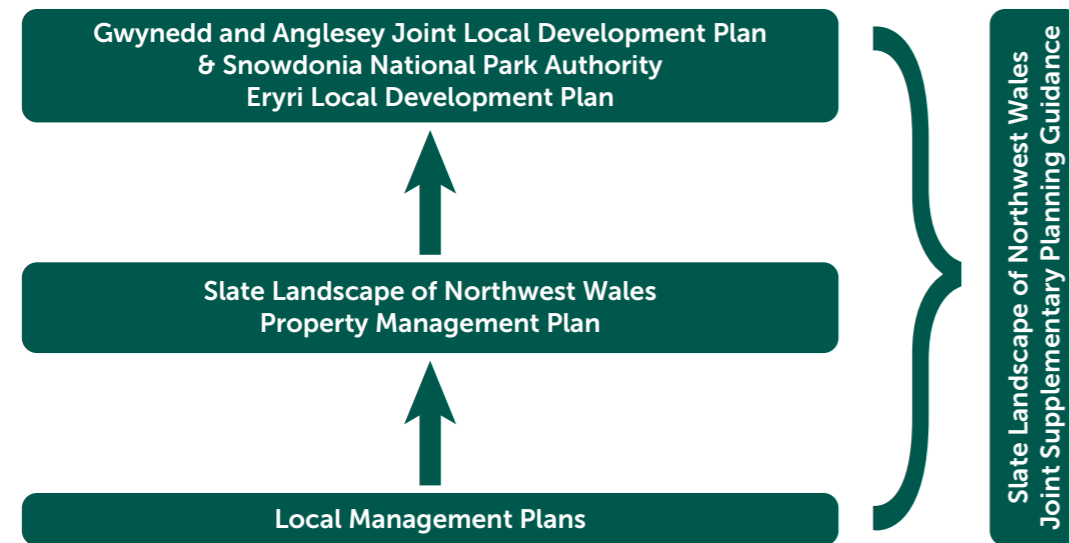 Gwynedd and Anglesey Joint Local Development Plan
& Snowdonia National Park Authority
Eryri Local Development Plan
Slate Landscape of Northwest Wales
Property Management Plan
Local Management Plans
Slate Landscape of Northwest Wales
Joint Supplementary Planning Guidance